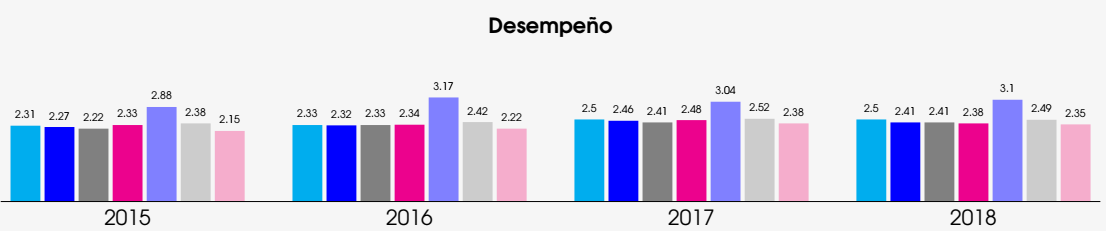 Desempeño
2.31 2.27 2.22 2.33 2.88 2.38 2.15
2.33 2.32 2.33 2.34 3.17 2.42 2.22
2.5 2.46 2.41 2.48 3.04 2.52 2.38
2.5 2.41 2.41 2.38 3.1 2.49 2.35
2015 2016 2017 2018